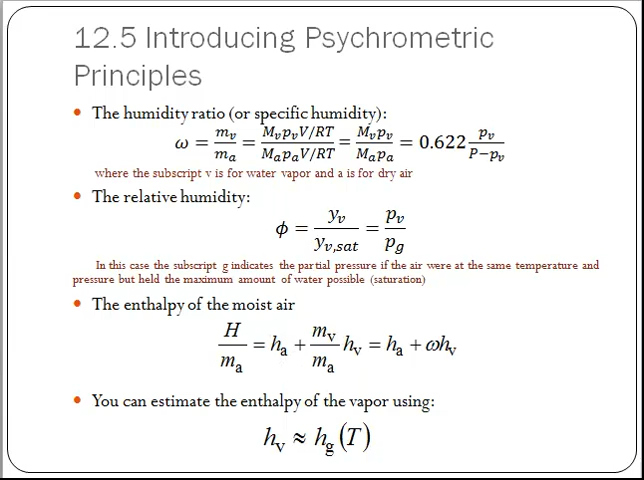 12.5 Introducing Psychrometric
Principles
• The humidity ratio (or specific humidity):
ω = m_v/m_a = (M_v p_v V/RT)/(M_a p_a V/RT) = (M_v p_v)/(M_a p_a) = 0.622 p_v/(P−p_v)
where the subscript v is for water vapor and a is for dry air
• The relative humidity:
ϕ = y_v/y_{v,sat} = p_v/p_g
In this case the subscript g indicates the partial pressure if the air were at the same temperature and
pressure but held the maximum amount of water possible (saturation)
• The enthalpy of the moist air
H/m_a = h_a + (m_v/m_a) h_v = h_a + ωh_v
• You can estimate the enthalpy of the vapor using:
h_v ≈ h_g(T)